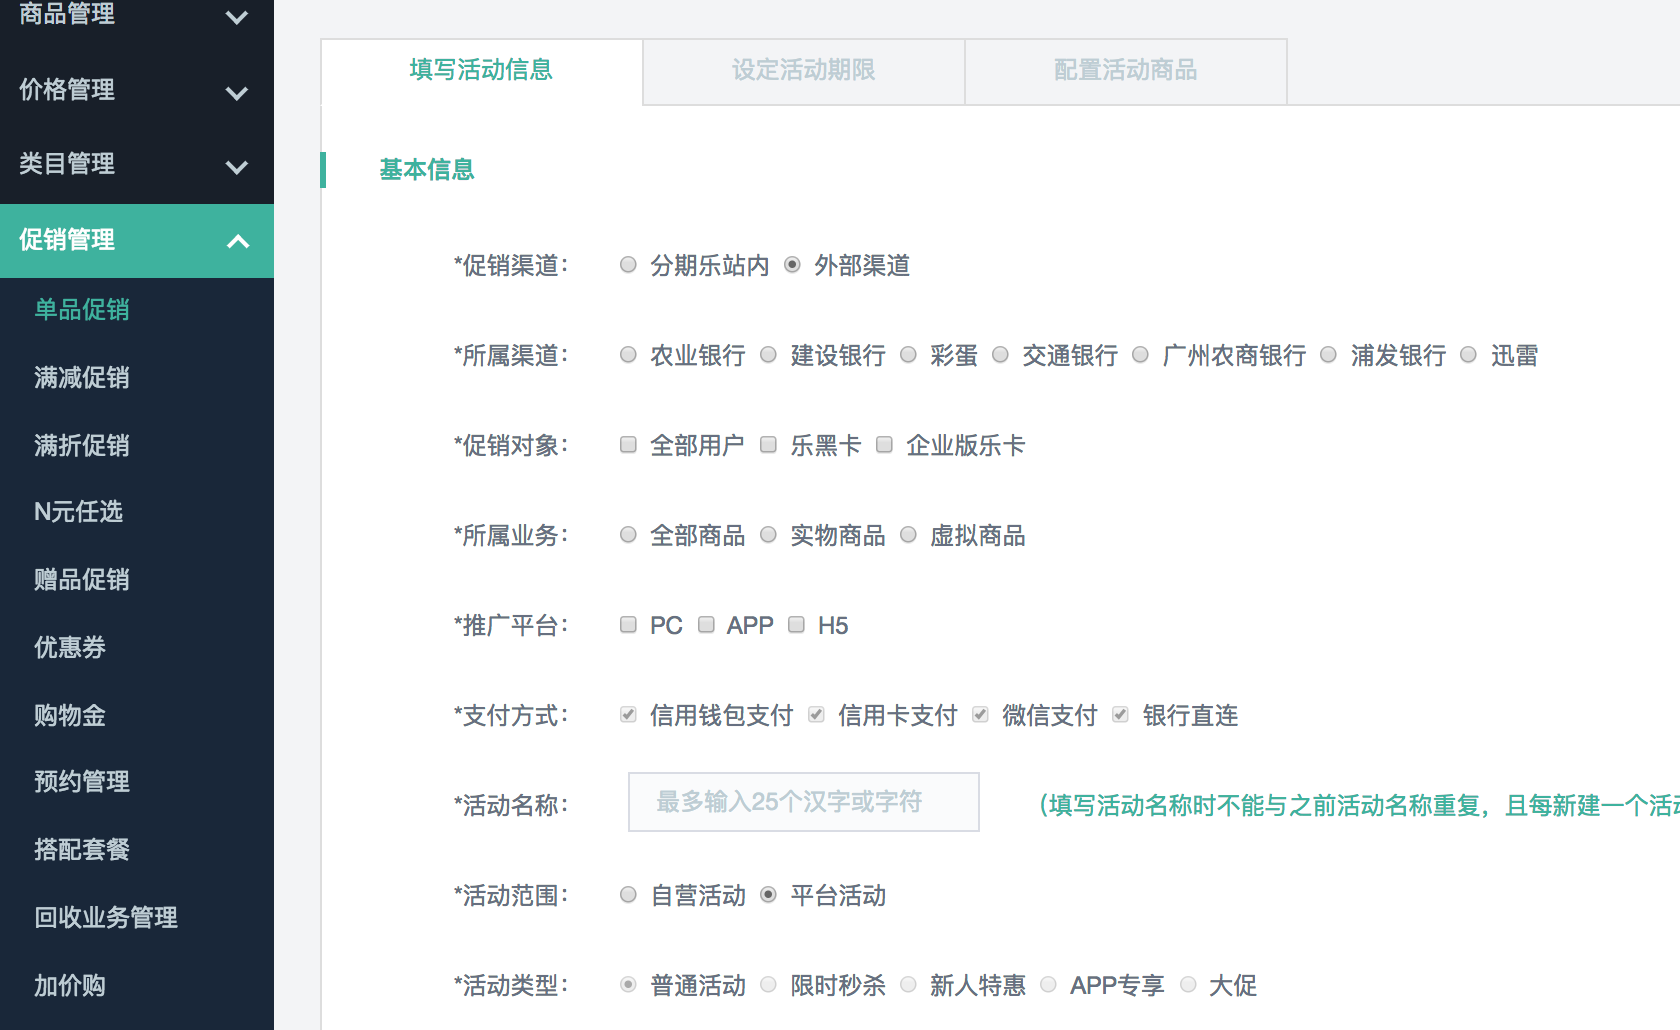 商品管理
价格管理
类目管理
促销管理
单品促销
满减促销
满折促销
N元任选
赠品促销
优惠券
购物金
预约管理
搭配套餐
回收业务管理
加价购
填写活动信息 设定活动期限 配置活动商品
基本信息
*促销渠道: 分期乐站内 外部渠道
*所属渠道: 农业银行 建设银行 彩蛋 交通银行 广州农商银行 浦发银行 迅雷
*促销对象: 全部用户 乐黑卡 企业版乐卡
*所属业务: 全部商品 实物商品 虚拟商品
*推广平台: PC APP H5
*支付方式: 信用钱包支付 信用卡支付 微信支付 银行直连
*活动名称: 最多输入25个汉字或字符 (填写活动名称时不能与之前活动名称重复，且每新建一个活动
*活动范围: 自营活动 平台活动
*活动类型: 普通活动 限时秒杀 新人特惠 APP专享 大促